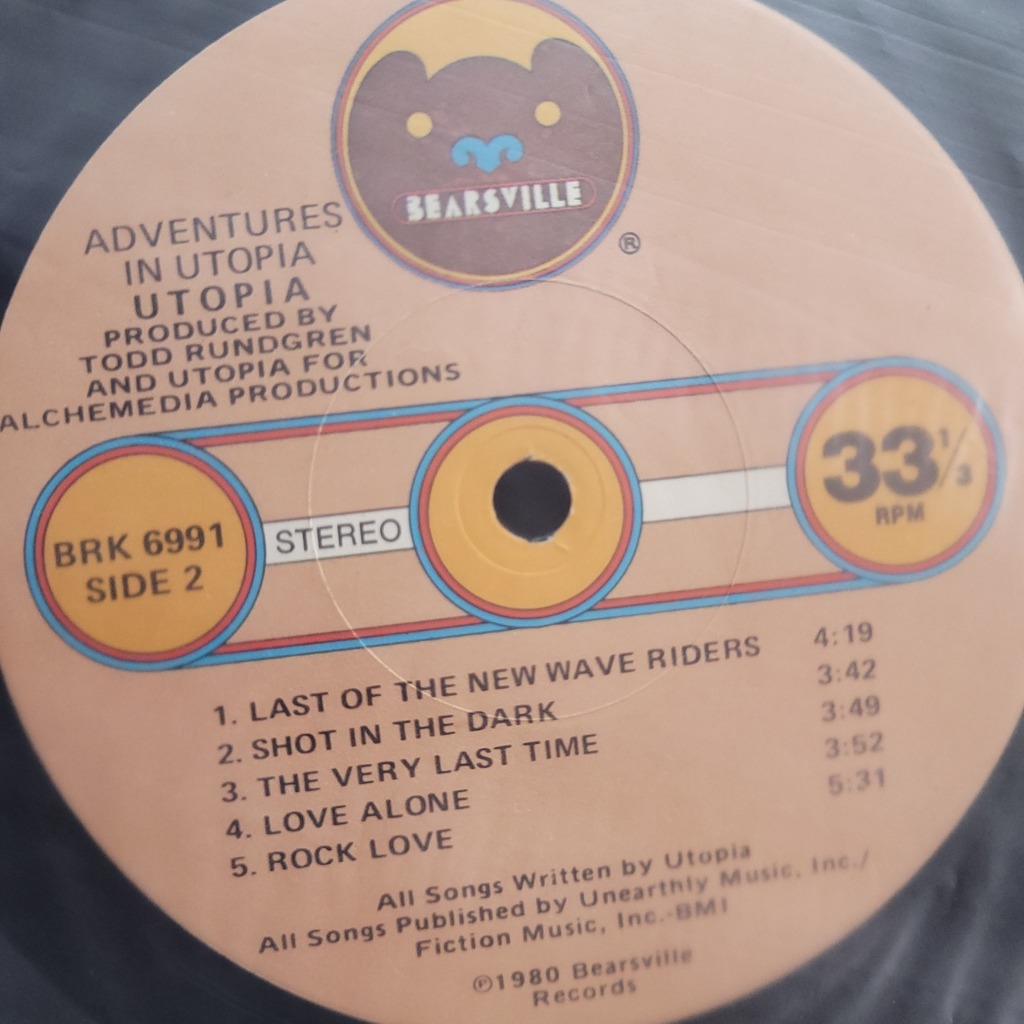 BEARSVILLE
®
ADVENTURES
IN UTOPIA
UTOPIA
PRODUCED BY
TODD RUNDGREN
AND UTOPIA FOR
ALCHEMEDIA PRODUCTIONS
BRK 6991
SIDE 2
STEREO
33 1/3
RPM
1. LAST OF THE NEW WAVE RIDERS 4:19
2. SHOT IN THE DARK 3:42
3. THE VERY LAST TIME 3:49
4. LOVE ALONE 3:52
5. ROCK LOVE 5:31
All Songs Written by Utopia
All Songs Published by Unearthly Music, Inc./
Fiction Music, Inc.-BMI
℗1980 Bearsville
Records